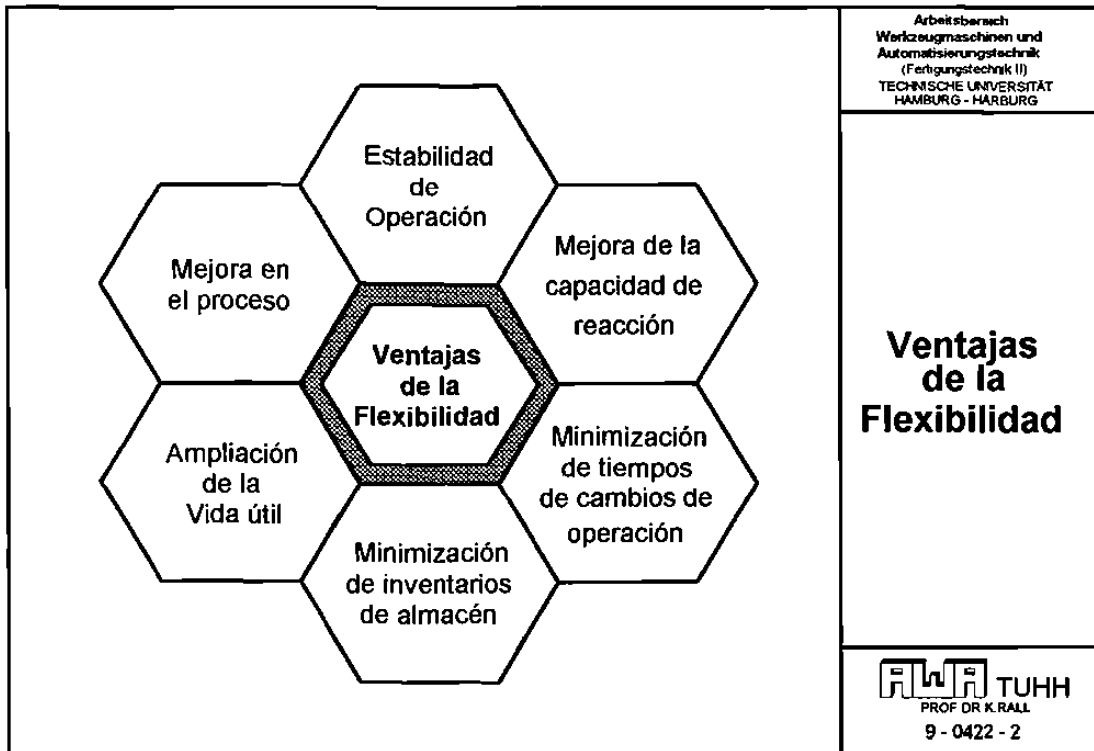 Estabilidad
de
Operación
Mejora de la
capacidad de
reacción
Minimización
de tiempos
de cambios de
operación
Minimización
de inventarios
de almacén
Ampliación
de la
Vida útil
Mejora en
el proceso
Ventajas
de la
Flexibilidad
Arbeitsbereich
Werkzeugmaschinen und
Automatisierungstechnik
(Fertigungstechnik II)
TECHNISCHE UNIVERSITÄT
HAMBURG - HARBURG
Ventajas
de la
Flexibilidad
AWA TUHH
PROF DR K.RALL
9 - 0422 - 2